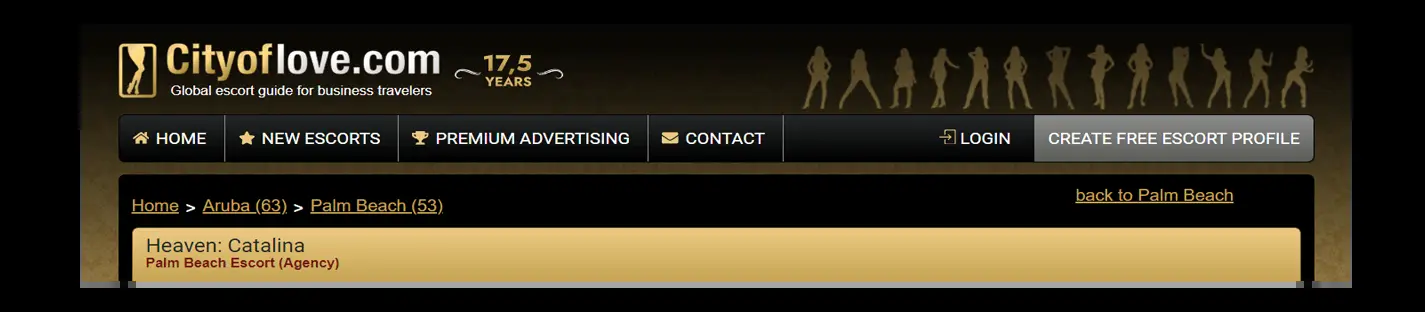 Cityoflove.com
17,5
YEARS
Global escort guide for business travelers
HOME NEW ESCORTS PREMIUM ADVERTISING CONTACT LOGIN CREATE FREE ESCORT PROFILE
back to Palm Beach
Home > Aruba (63) > Palm Beach (53)
Heaven: Catalina
Palm Beach Escort (Agency)